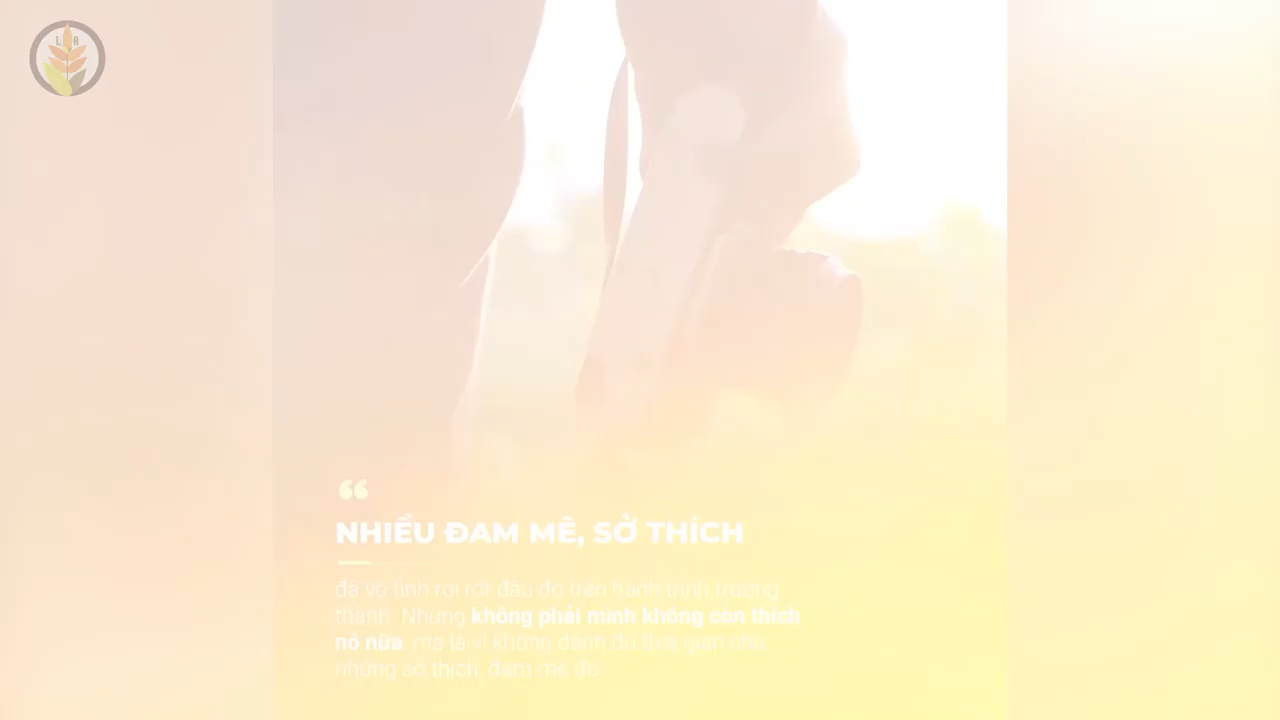 L A
“
NHIỀU ĐAM MÊ, SỞ THÍCH
đã vô tình rơi rớt đâu đó trên hành trình trưởng
thành. Nhưng không phải mình không còn thích
nó nữa, mà là vì không dành đủ thời gian cho
những sở thích, đam mê đó.